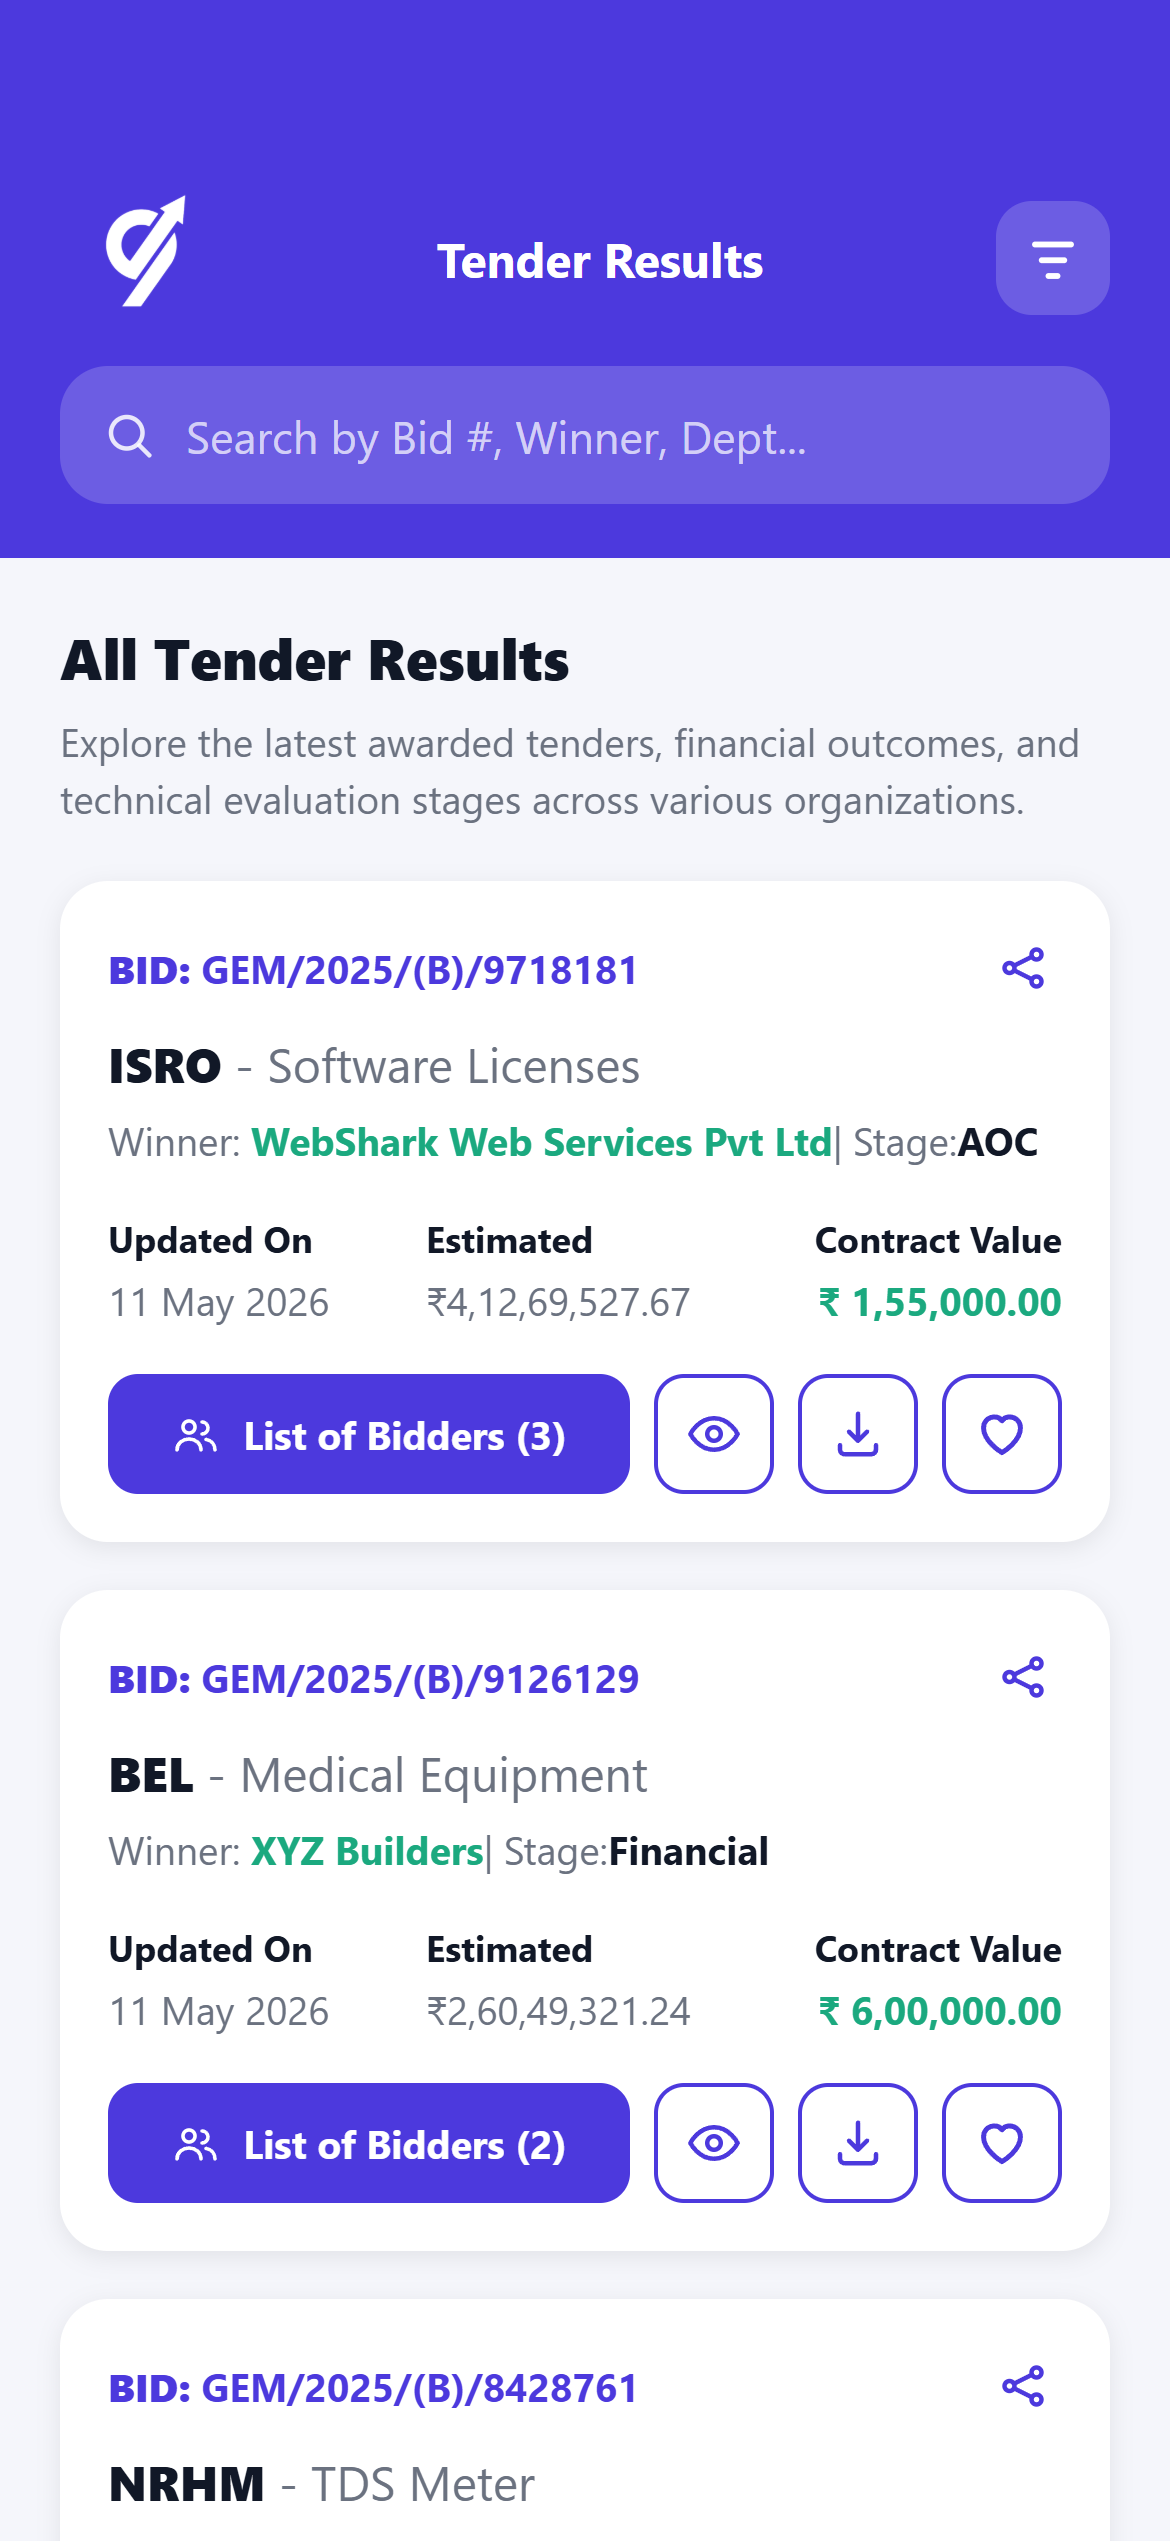 Tender Results
Search by Bid #, Winner, Dept...
All Tender Results
Explore the latest awarded tenders, financial outcomes, and
technical evaluation stages across various organizations.
BID: GEM/2025/(B)/9718181
ISRO - Software Licenses
Winner: WebShark Web Services Pvt Ltd| Stage:AOC
Updated On Estimated Contract Value
11 May 2026 ₹4,12,69,527.67 ₹ 1,55,000.00
List of Bidders (3)
BID: GEM/2025/(B)/9126129
BEL - Medical Equipment
Winner: XYZ Builders| Stage:Financial
Updated On Estimated Contract Value
11 May 2026 ₹2,60,49,321.24 ₹ 6,00,000.00
List of Bidders (2)
BID: GEM/2025/(B)/8428761
NRHM - TDS Meter